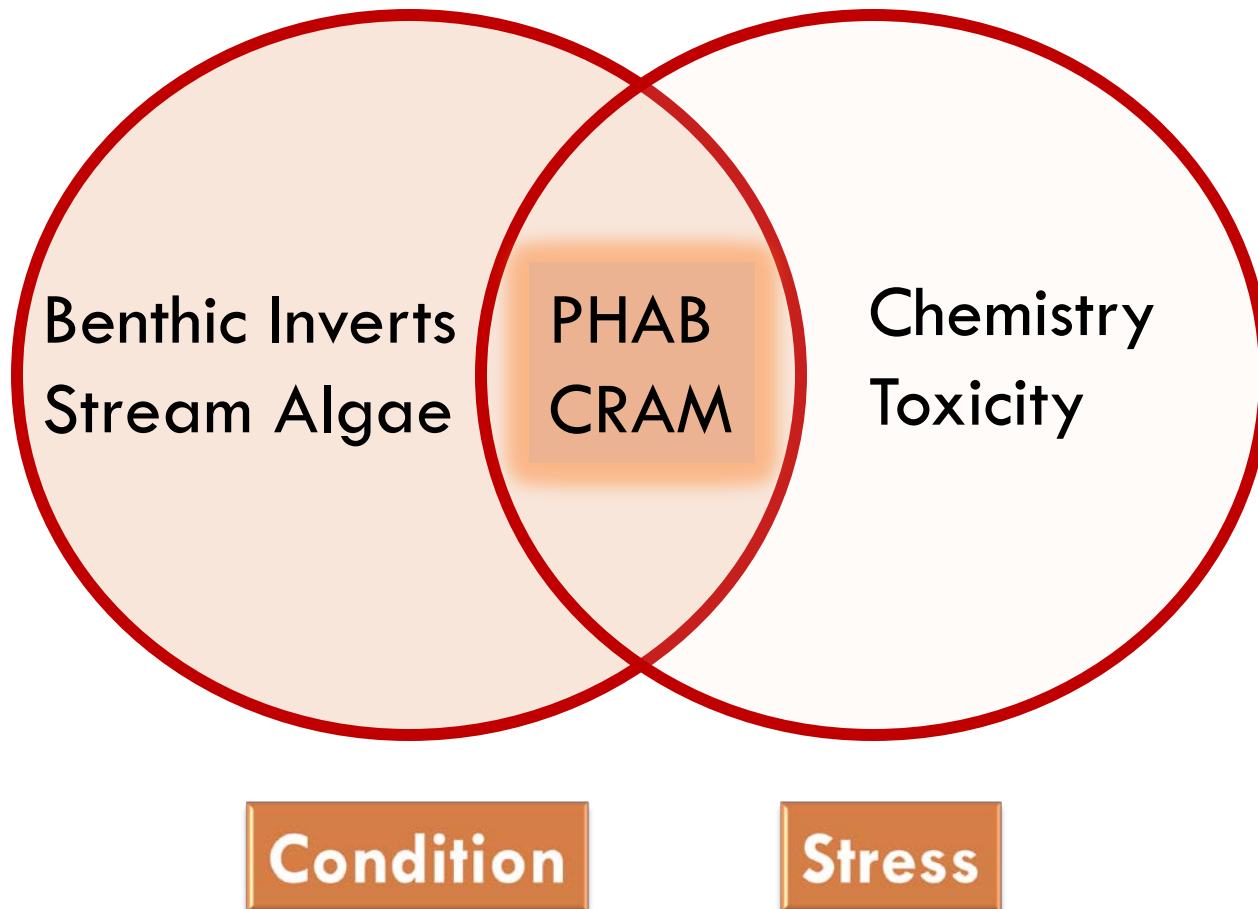 Benthic Inverts
Stream Algae
PHAB
CRAM
Chemistry
Toxicity
Condition
Stress